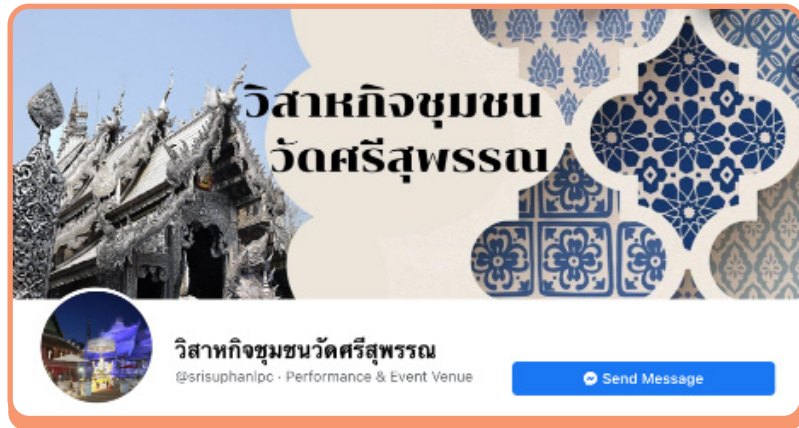 วิสาหกิจชุมชน
วัดศรีสุพรรณ
วิสาหกิจชุมชนวัดศรีสุพรรณ
@srisuphanlpc · Performance & Event Venue
Send Message